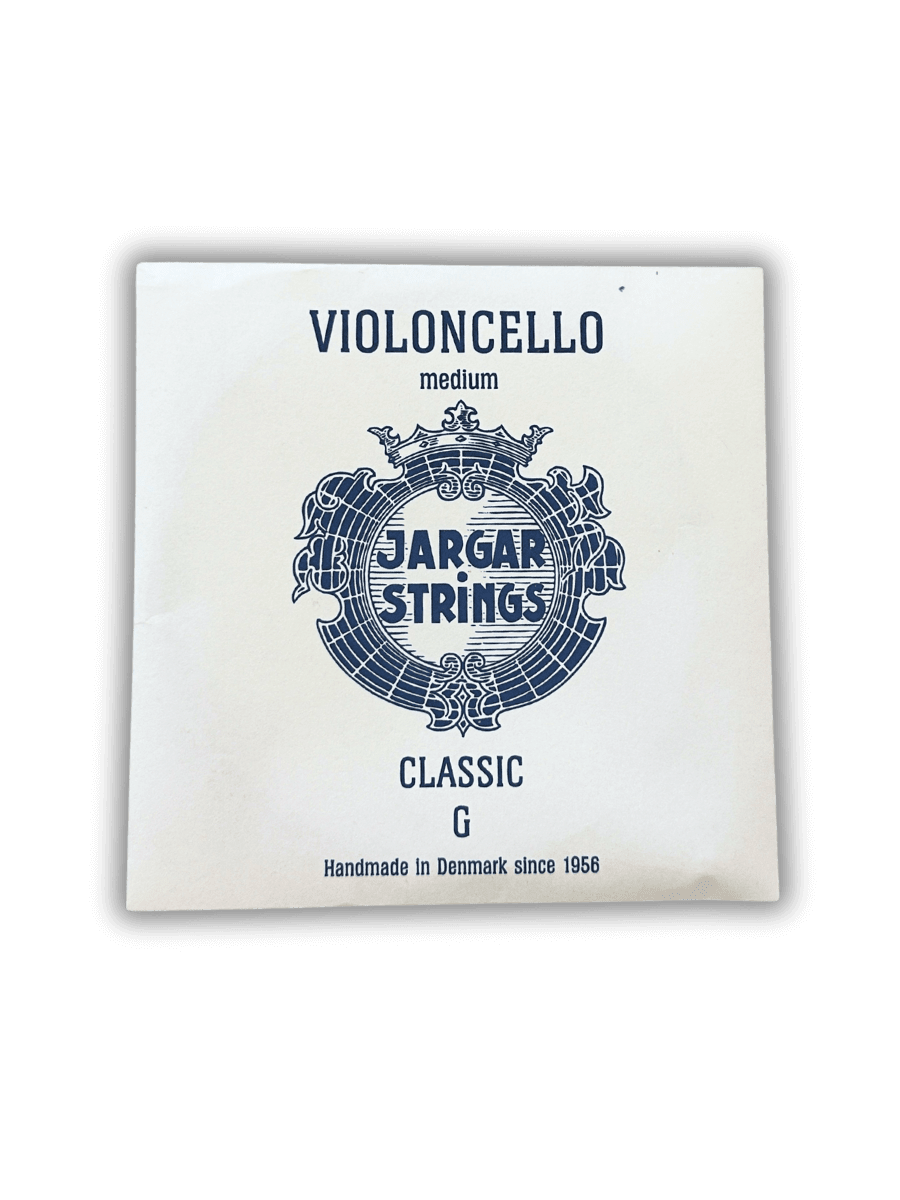 VIOLONCELLO
medium
JARGAR
STRiNGS
CLASSIC
G
Handmade in Denmark since 1956